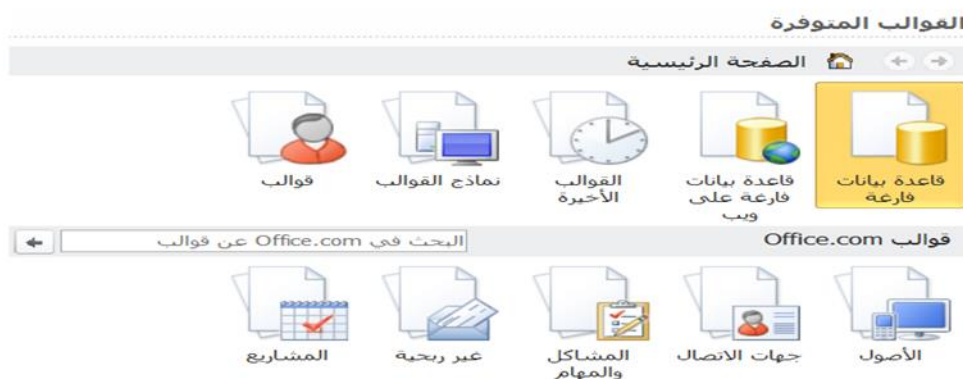 القوالب المتوفرة
الصفحة الرئيسية
قاعدة بيانات فارغة
قاعدة بيانات فارغة على ويب
القوالب الأخيرة
نماذج القوالب
قوالب
قوالب Office.com
البحث في Office.com عن قوالب
الأصول
جهات الاتصال
المشاكل والمهام
غير ربحية
المشاريع